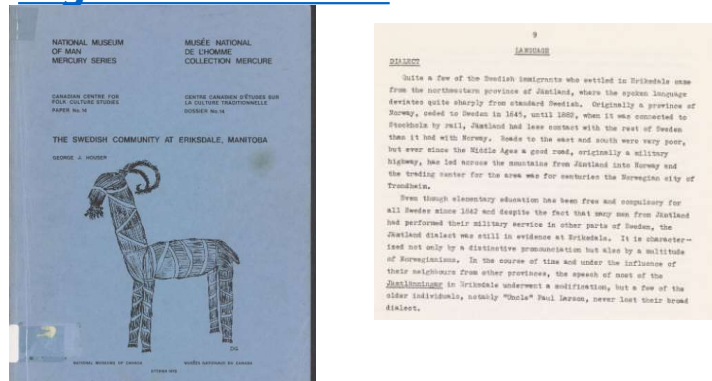 NATIONAL MUSEUM
OF MAN
MERCURY SERIES
MUSÉE NATIONAL
DE L'HOMME
COLLECTION MERCURE
CANADIAN CENTRE FOR
FOLK CULTURE STUDIES
PAPER No.14
CENTRE CANADIEN D'ÉTUDES SUR
LA CULTURE TRADITIONNELLE
DOSSIER No.14
THE SWEDISH COMMUNITY AT ERIKSDALE, MANITOBA
GEORGE J. HOUSER
DG
NATIONAL MUSEUMS OF CANADA
MUSÉES NATIONAUX DU CANADA
OTTAWA
9
LANGUAGE
DIALECT
Quite a few of the Swedish immigrants who settled in Eriksdale came
from the northwestern province of Jämtland, where the spoken language
deviates quite sharply from standard Swedish. Originally a province of
Norway, ceded to Sweden in 1645, until 1882, when it was connected to
Stockholm by rail, Jämtland had less contact with the rest of Sweden
than it had with Norway. Roads to the east and south were very poor,
but ever since the Middle Ages a good road, originally a military
highway, has led across the mountains from Jämtland into Norway and
the trading center for the area was for centuries the Norwegian city of
Trondheim.
Even though elementary education has been free and compulsory for
all Swedes since 1842 and despite the fact that many men from Jämtland
had performed their military service in other parts of Sweden, the
Jämtland dialect was still in evidence at Eriksdale. It is character-
ized not only by a distinctive pronounciation but also by a multitude
of Norwegianisms. In the course of time and under the influence of
their neighbours from other provinces, the speech of most of the
Jämtlänningar in Eriksdale underwent a modification, but a few of the
older individuals, notably "Uncle" Paul Larson, never lost their broad
dialect.